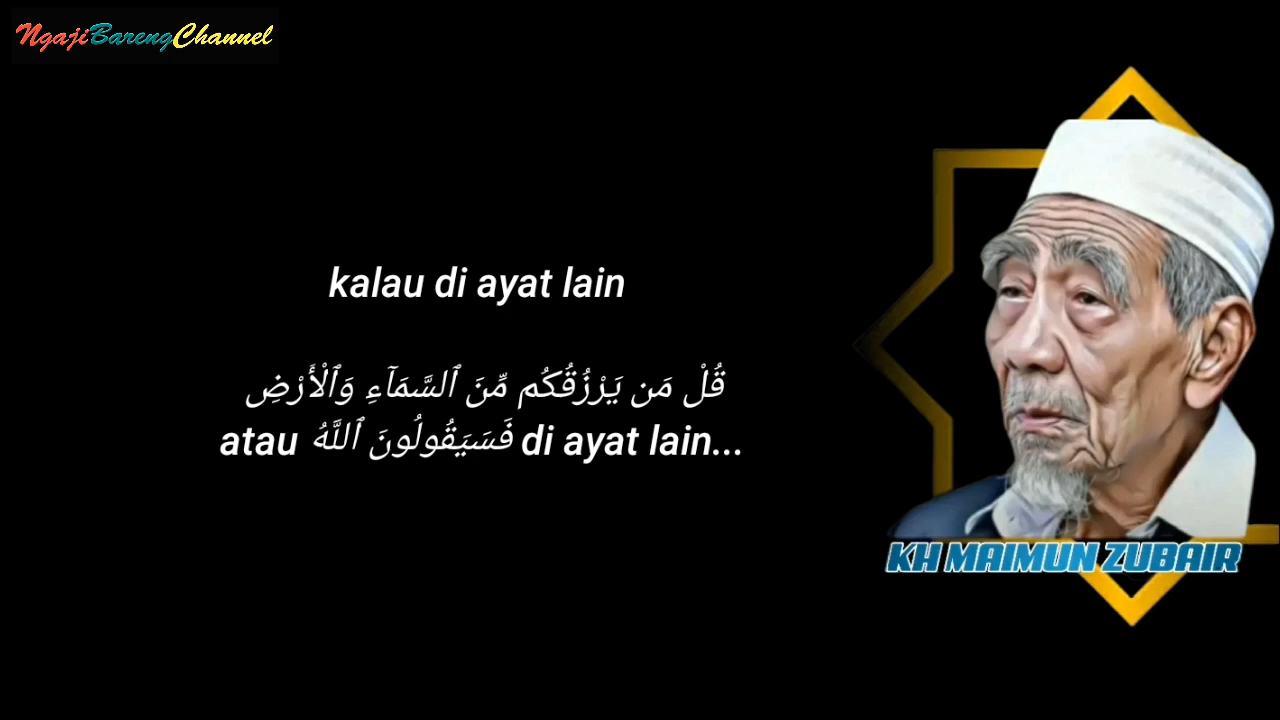 NgajiBarengChannel
kalau di ayat lain
قُلْ مَن يَرْزُقُكُم مِّنَ ٱلسَّمَآءِ وَٱلْأَرْضِ
atau فَسَيَقُولُونَ ٱللَّهُ di ayat lain...
KH MAIMUN ZUBAIR